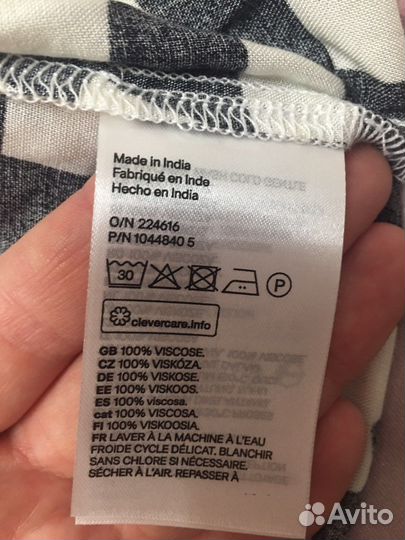 Made in India
Fabriqué en Inde
Hecho en India
O/N 224616
P/N 1044840 5
30 P
clevercare.info
GB 100% VISCOSE.
CZ 100% VISKÓZA.
DE 100% VISKOSE.
EE 100% VISKOOS.
ES 100% viscosa.
cat 100% VISCOSA.
FI 100% VISKOOSIA.
FR LAVER À LA MACHINE À L'EAU
FROIDE CYCLE DÉLICAT. BLANCHIR
SANS CHLORE SI NÉCESSAIRE.
SÉCHER À L'AIR. REPASSER À
Avito